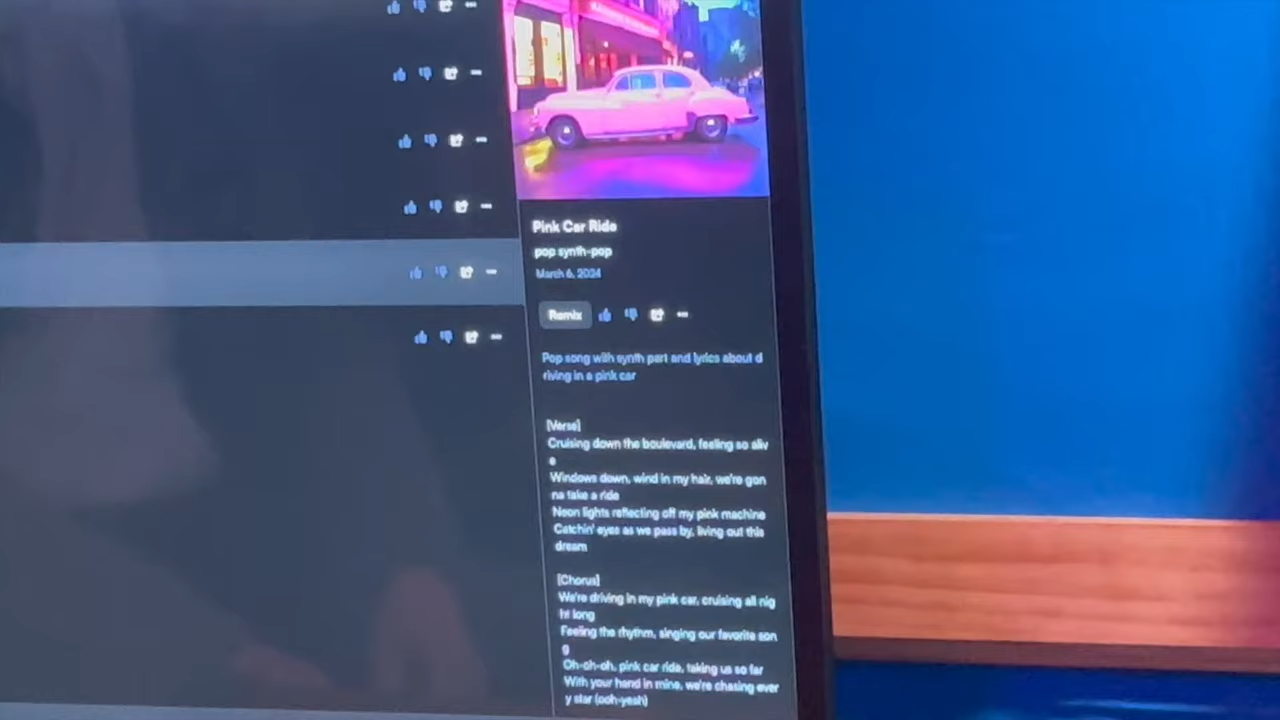 Pink Car Ride
pop synth-pop
March 6, 2024
Remix
Pop song with synth part and lyrics about d
riving in a pink car
[Verse]
Cruising down the boulevard, feeling so aliv
e
Windows down, wind in my hair, we're gon
na take a ride
Neon lights reflecting off my pink machine
Catchin' eyes as we pass by, living out this
dream
[Chorus]
We're driving in my pink car, cruising all nig
ht long
Feeling the rhythm, singing our favorite son
g
Oh-oh-oh, pink car ride, taking us so far
With your hand in mine, we're chasing ever
y star (ooh-yeah)